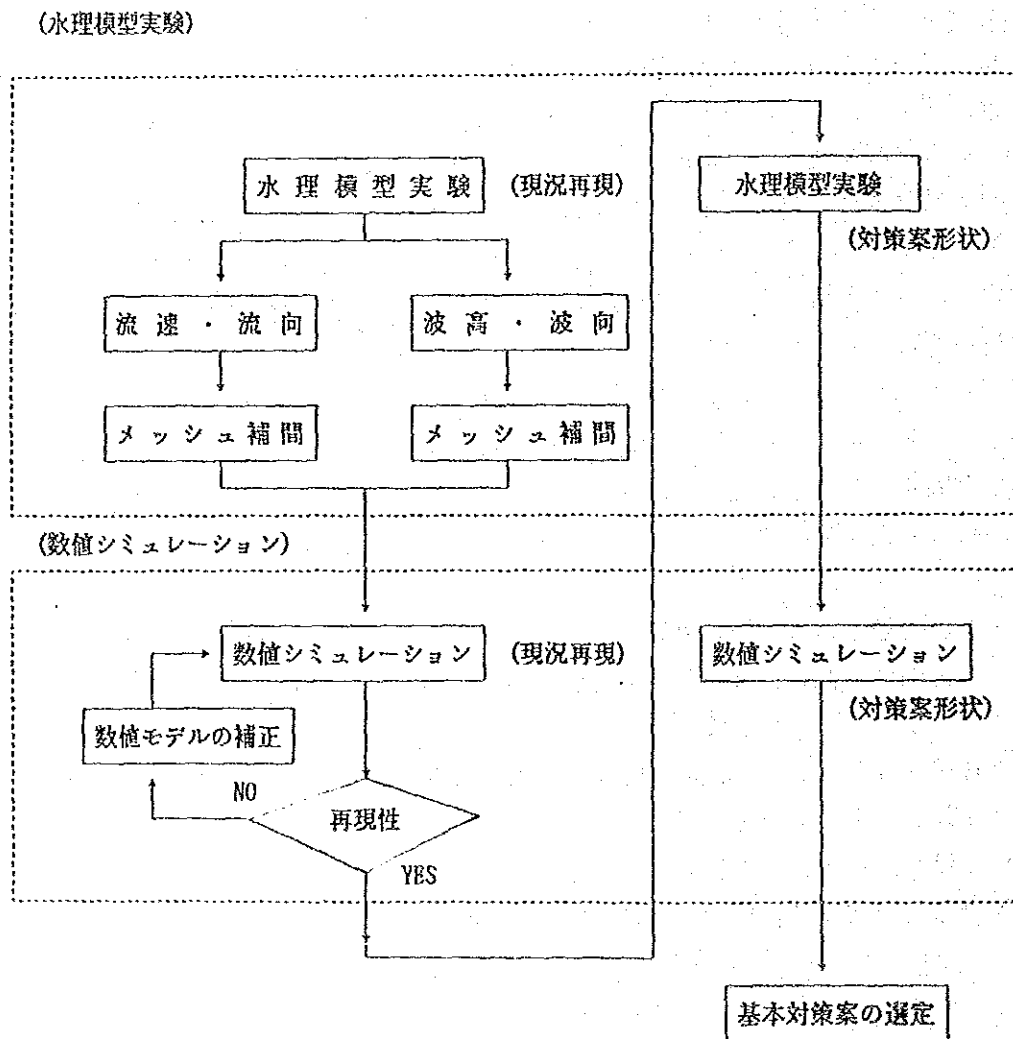 (水理模型実験)
水理模型実験
(現況再現)
流速・流向
波高・波向
メッシュ補間
メッシュ補間
(数値シミュレーション)
数値シミュレーション
(現況再現)
数値モデルの補正
NO
再現性
YES
水理模型実験
(対策案形状)
数値シミュレーション
(対策案形状)
基本対策案の選定